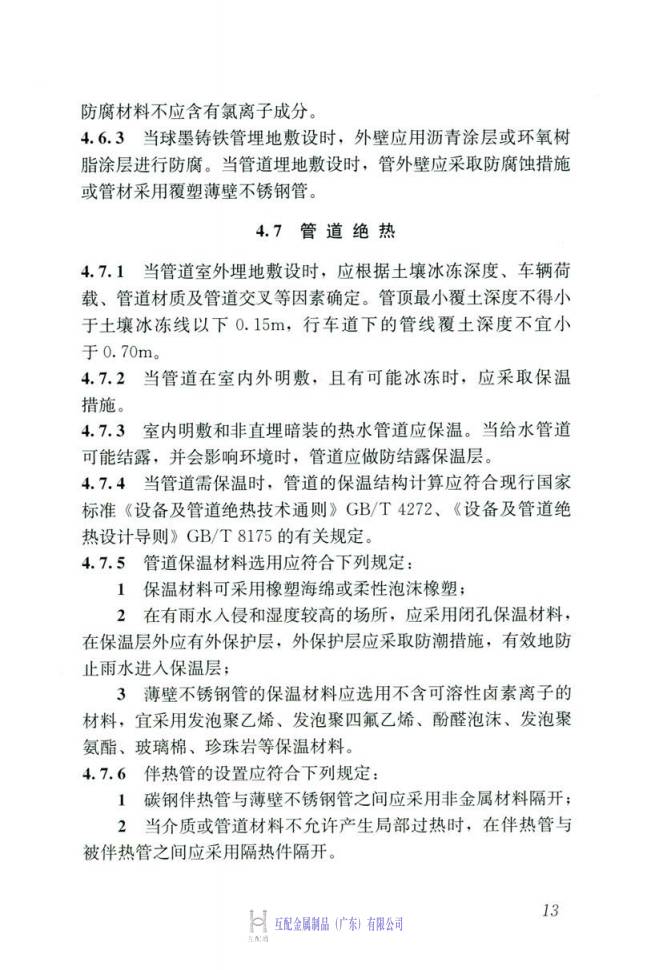 防腐材料不应含有氯离子成分。
4.6.3 当球墨铸铁管埋地敷设时，外壁应用沥青涂层或环氧树
脂涂层进行防腐。当管道埋地敷设时，管外壁应采取防腐蚀措施
或管材采用覆塑薄壁不锈钢管。
4.7 管道绝热
4.7.1 当管道室外埋地敷设时，应根据土壤冰冻深度、车辆荷
载、管道材质及管道交叉等因素确定。管顶最小覆土深度不得小
于土壤冰冻线以下 0.15m，行车道下的管线覆土深度不宜小
于 0.70m。
4.7.2 当管道在室内外明敷，且有可能冰冻时，应采取保温
措施。
4.7.3 室内明敷和非直埋暗装的热水管道应保温。当给水管道
可能结露，并会影响环境时，管道应做防结露保温层。
4.7.4 当管道需保温时，管道的保温结构计算应符合现行国家
标准《设备及管道绝热技术通则》GB/T 4272、《设备及管道绝
热设计导则》GB/T 8175 的有关规定。
4.7.5 管道保温材料选用应符合下列规定：
1 保温材料可采用橡塑海绵或柔性泡沫橡塑；
2 在有雨水入侵和湿度较高的场所，应采用闭孔保温材料，
在保温层外应有外保护层，外保护层应采取防潮措施，有效地防
止雨水进入保温层；
3 薄壁不锈钢管的保温材料应选用不含可溶性卤素离子的
材料，宜采用发泡聚乙烯、发泡聚四氟乙烯、酚醛泡沫、发泡聚
氨酯、玻璃棉、珍珠岩等保温材料。
4.7.6 伴热管的设置应符合下列规定：
1 碳钢伴热管与薄壁不锈钢管之间应采用非金属材料隔开；
2 当介质或管道材料不允许产生局部过热时，在伴热管与
被伴热管之间应采用隔热件隔开。
13
互配金属制品（广东）有限公司